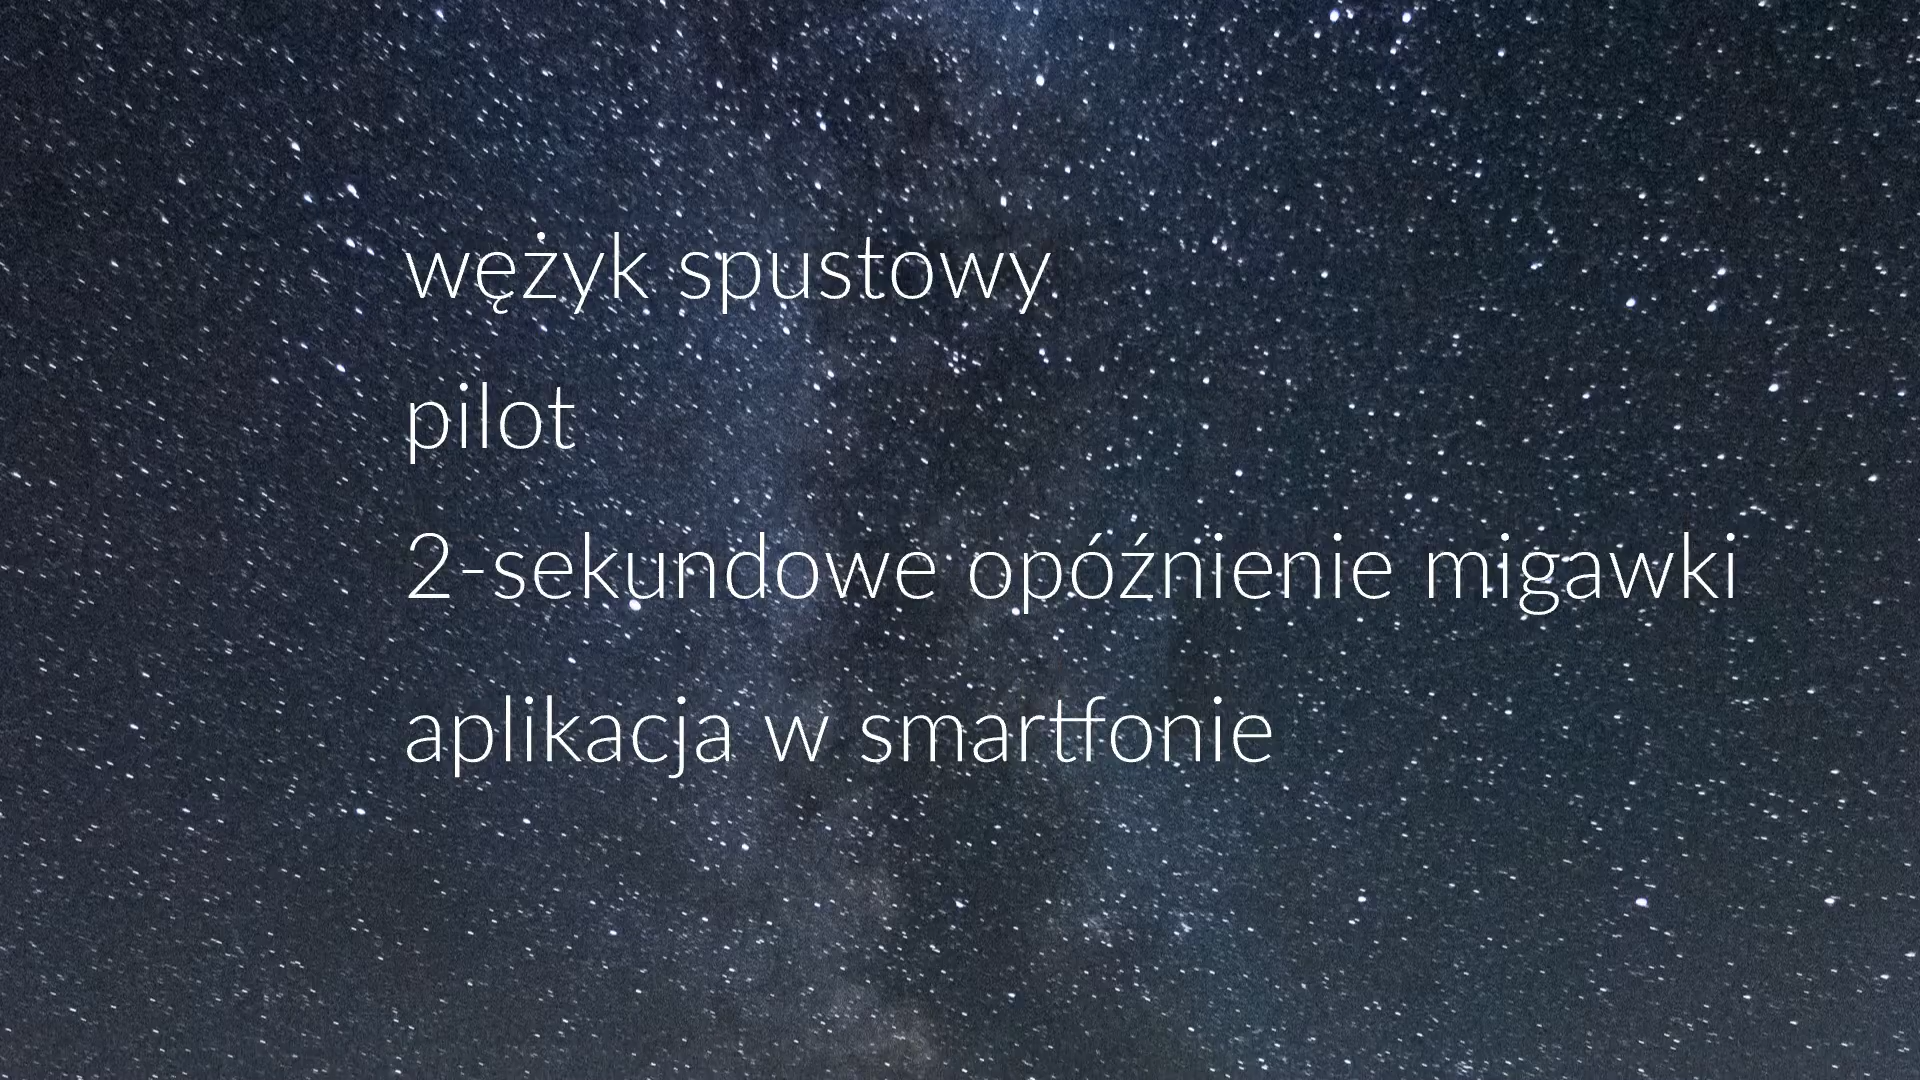 wężyk spustowy
pilot
2-sekundowe opóźnienie migawki
aplikacja w smartfonie